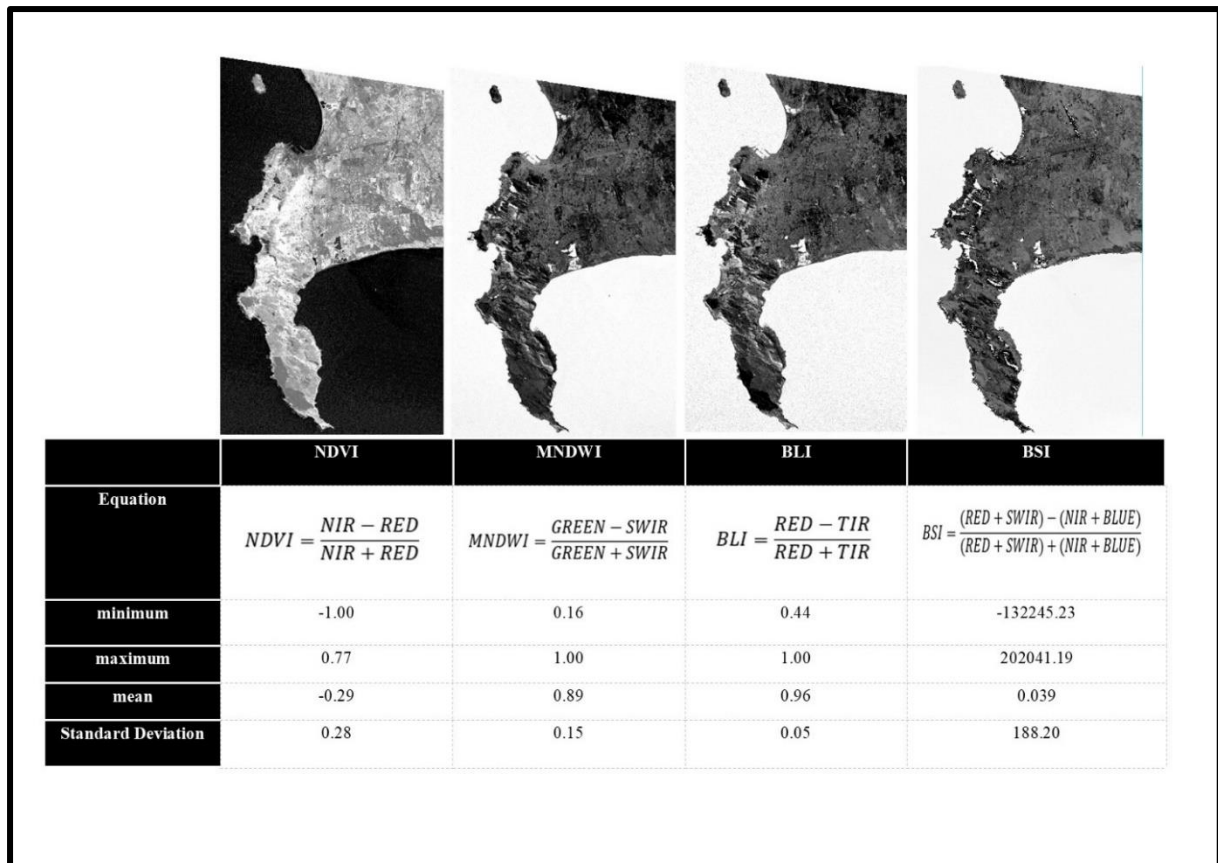 NDVI MNDWI BLI BSI
Equation NDVI = (NIR − RED) / (NIR + RED) MNDWI = (GREEN − SWIR) / (GREEN + SWIR) BLI = (RED − TIR) / (RED + TIR) BSI = ((RED + SWIR) − (NIR + BLUE)) / ((RED + SWIR) + (NIR + BLUE))
minimum -1.00 0.16 0.44 -132245.23
maximum 0.77 1.00 1.00 202041.19
mean -0.29 0.89 0.96 0.039
Standard Deviation 0.28 0.15 0.05 188.20